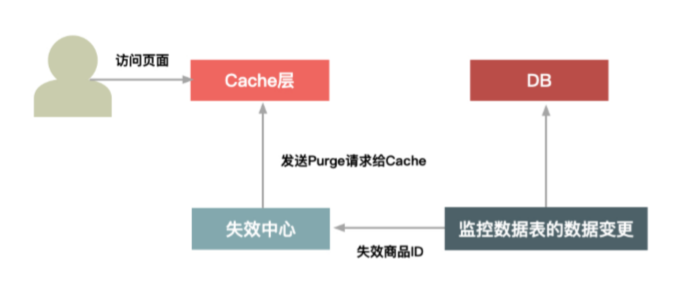 访问页面
Cache层
DB
发送Purge请求给Cache
失效中心
监控数据表的数据变更
失效商品ID